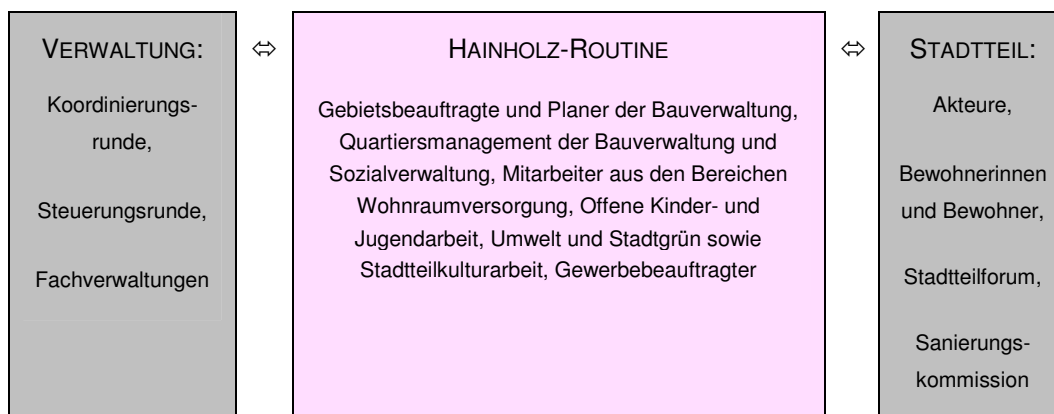 VERWALTUNG:
Koordinierungs-
runde,
Steuerungsrunde,
Fachverwaltungen
⇔
HAINHOLZ-ROUTINE
Gebietsbeauftragte und Planer der Bauverwaltung,
Quartiersmanagement der Bauverwaltung und
Sozialverwaltung, Mitarbeiter aus den Bereichen
Wohnraumversorgung, Offene Kinder- und
Jugendarbeit, Umwelt und Stadtgrün sowie
Stadtteilkulturarbeit, Gewerbebeauftragter
⇔
STADTTEIL:
Akteure,
Bewohnerinnen
und Bewohner,
Stadtteilforum,
Sanierungs-
kommission